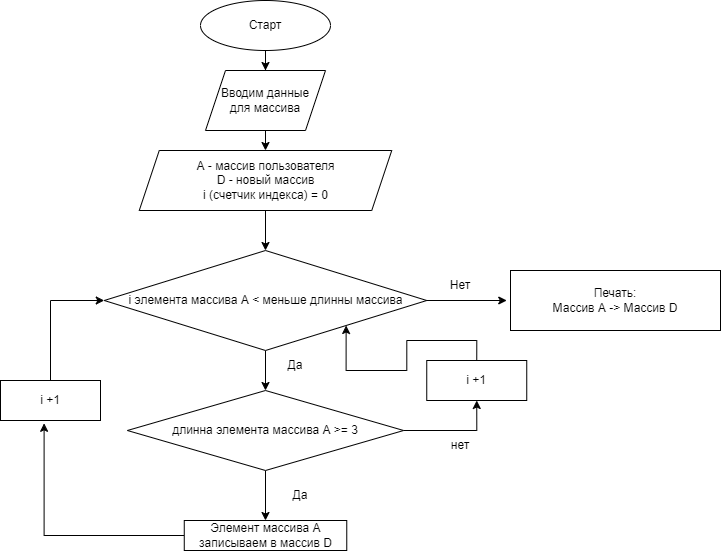 Старт
Вводим данные
для массива
А - массив пользователя
D - новый массив
i (счетчик индекса) = 0
i элемента массива А < меньше длинны массива
Нет
Печать:
Массив А -> Массив D
Да
i +1
i +1
длинна элемента массива А >= 3
нет
Да
Элемент массива А
записываем в массив D